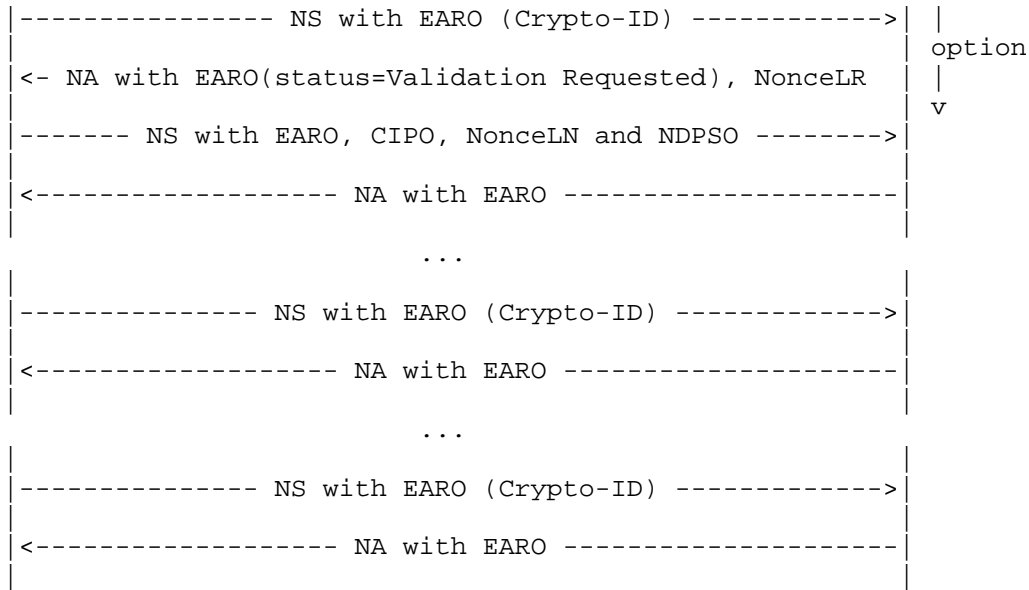 |---------------- NS with EARO (Crypto-ID) ------------>| |
| | option
|<- NA with EARO(status=Validation Requested), NonceLR | |
| | v
|------- NS with EARO, CIPO, NonceLN and NDPSO -------->|
| |
|<------------------- NA with EARO ---------------------|
| |
...
| |
|--------------- NS with EARO (Crypto-ID) ------------->|
| |
|<------------------- NA with EARO ---------------------|
| |
...
| |
|--------------- NS with EARO (Crypto-ID) ------------->|
| |
|<------------------- NA with EARO ---------------------|
| |